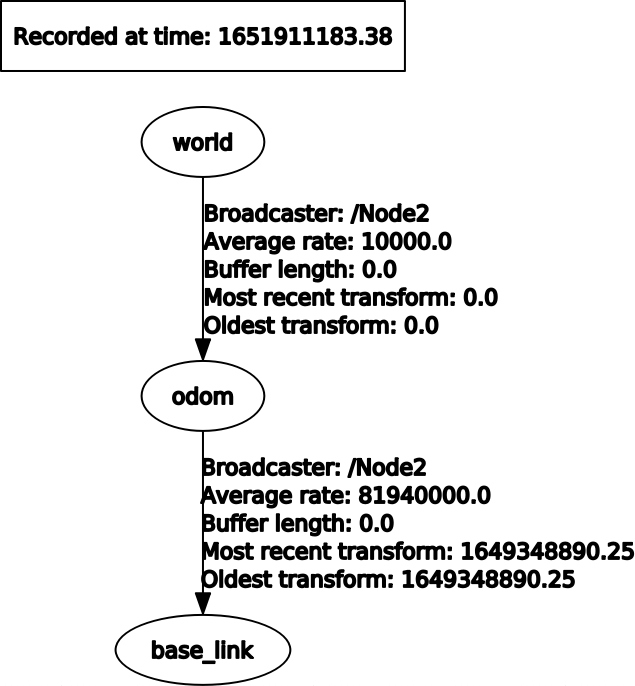 Recorded at time: 1651911183.38
world
Broadcaster: /Node2
Average rate: 10000.0
Buffer length: 0.0
Most recent transform: 0.0
Oldest transform: 0.0
odom
Broadcaster: /Node2
Average rate: 81940000.0
Buffer length: 0.0
Most recent transform: 1649348890.25
Oldest transform: 1649348890.25
base_link